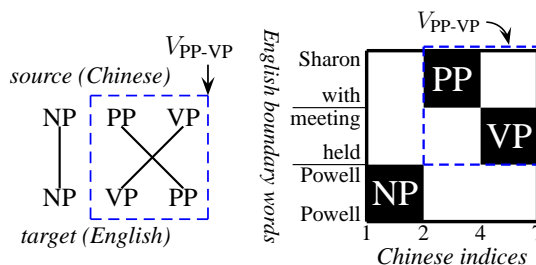 V_PP-VP
source (Chinese)
NP PP VP
NP VP PP
target (English)
English boundary words
V_PP-VP
Sharon
with
meeting
held
Powell
Powell
PP
VP
NP
1 2 4 7
Chinese indices